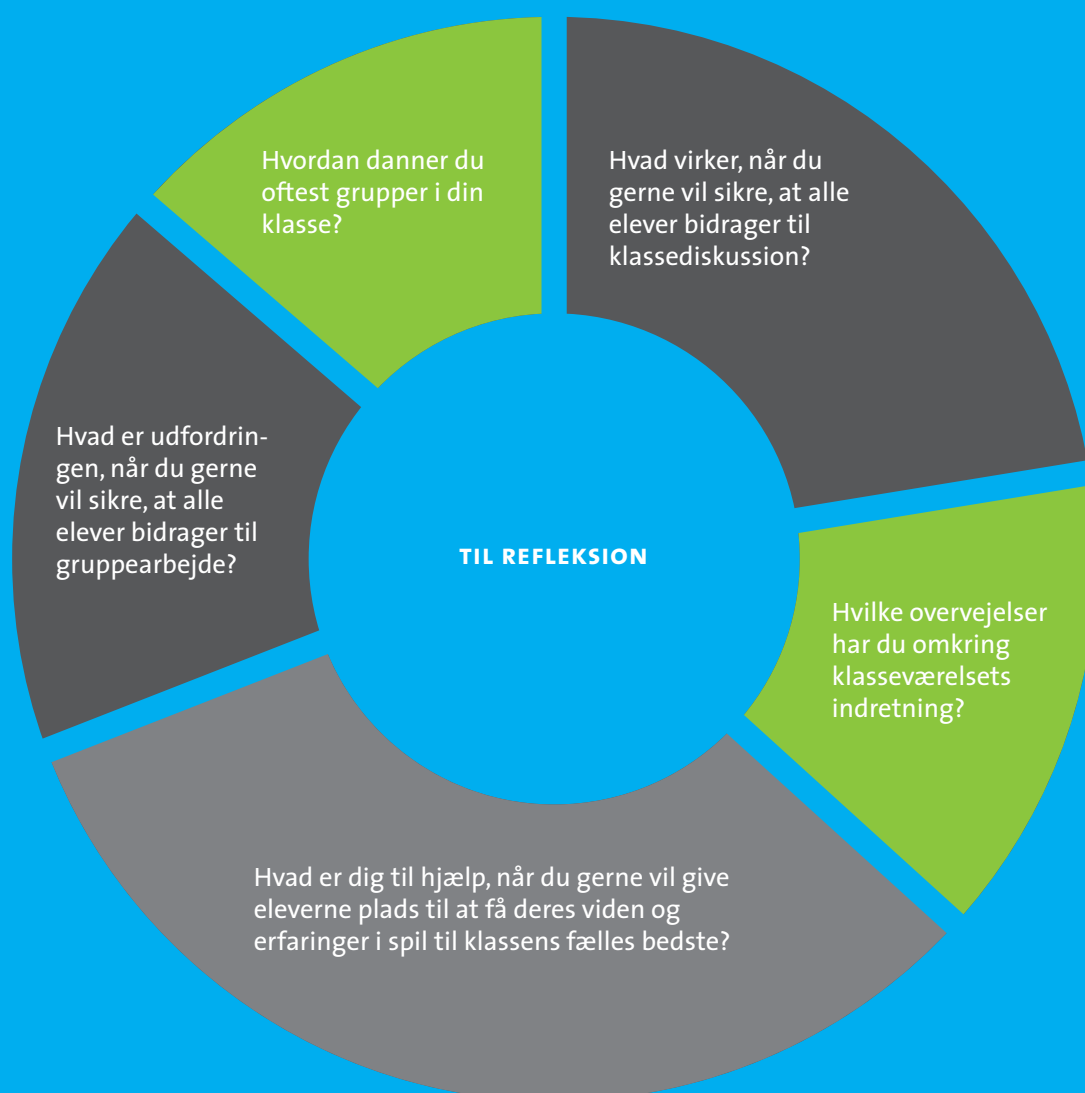 Hvordan danner du
oftest grupper i din
klasse?
Hvad virker, når du
gerne vil sikre, at alle
elever bidrager til
klassediskussion?
Hvad er udfordrin-
gen, når du gerne
vil sikre, at alle
elever bidrager til
gruppearbejde?
TIL REFLEKSION
Hvilke overvejelser
har du omkring
klasseværelsets
indretning?
Hvad er dig til hjælp, når du gerne vil give
eleverne plads til at få deres viden og
erfaringer i spil til klassens fælles bedste?